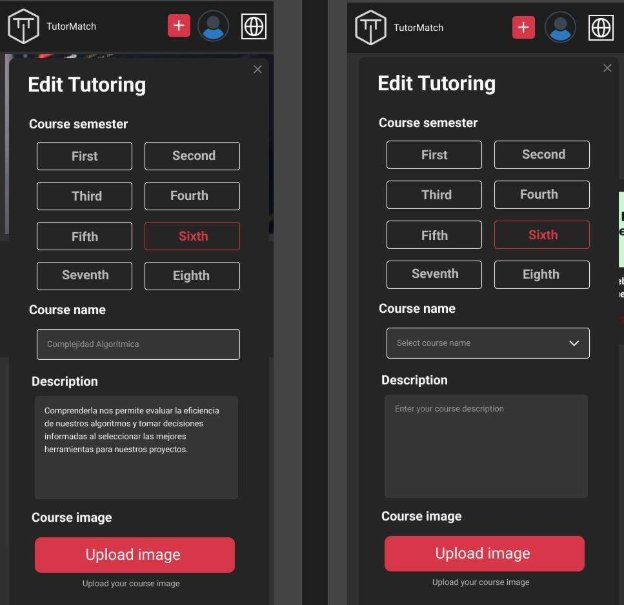 TutorMatch
Edit Tutoring
Course semester
First
Second
Third
Fourth
Fifth
Sixth
Seventh
Eighth
Course name
Complejidad Algorítmica
Description
Comprenderla nos permite evaluar la eficiencia
de nuestros algoritmos y tomar decisiones
informadas al seleccionar las mejores
herramientas para nuestros proyectos.
Course image
Upload image
Upload your course image
TutorMatch
Edit Tutoring
Course semester
First
Second
Third
Fourth
Fifth
Sixth
Seventh
Eighth
Course name
Select course name
Description
Enter your course description
Course image
Upload image
Upload your course image